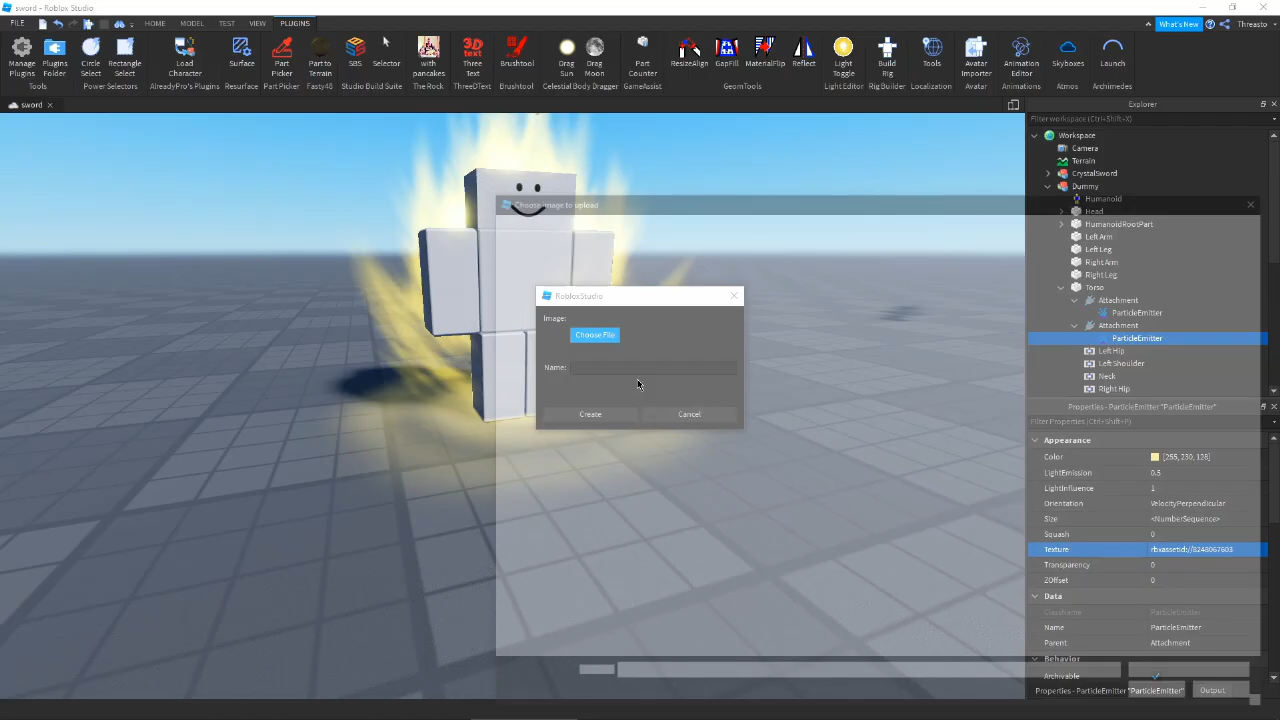 sword - Roblox Studio
FILE HOME MODEL TEST VIEW PLUGINS What's New Threasto
Manage Plugins
Plugins Folder
Circle Select
Rectangle Select
Load Character
Surface
Part Picker
Part to Terrain
SBS
Selector
with pancakes
Three Text
Brushtool
Drag Sun
Drag Moon
Part Counter
ResizeAlign
GapFill
MaterialFlip
Reflect
Light Toggle
Build Rig
Tools
Avatar Importer
Animation Editor
Skyboxes
Launch
Tools Power Selectors AlreadyPro's Plugins Resurface Part Picker Fasty48 Studio Build Suite The Rock ThreeDText Brushtool Celestial Body Dragger GameAssist GeomTools Light Editor Rig Builder Localization Avatar Animations Atmos Archimedes
sword
Explorer
Filter workspace (Ctrl+Shift+X)
Workspace
Camera
Terrain
CrystalSword
Dummy
Humanoid
Head
HumanoidRootPart
Left Arm
Left Leg
Right Arm
Right Leg
Torso
Attachment
ParticleEmitter
Attachment
ParticleEmitter
Left Hip
Left Shoulder
Neck
Right Hip
Choose image to upload
RobloxStudio
Image:
Choose File
Name:
Create Cancel
Properties - ParticleEmitter "ParticleEmitter"
Filter Properties (Ctrl+Shift+P)
Appearance
Color [255, 230, 128]
LightEmission 0.5
LightInfluence 1
Orientation VelocityPerpendicular
Size <NumberSequence>
Squash 0
Texture rbxassetid://8248067603
Transparency 0
ZOffset 0
Data
ClassName ParticleEmitter
Name ParticleEmitter
Parent Attachment
Behavior
Archivable
Properties - ParticleEmitter "ParticleEmitter" Output